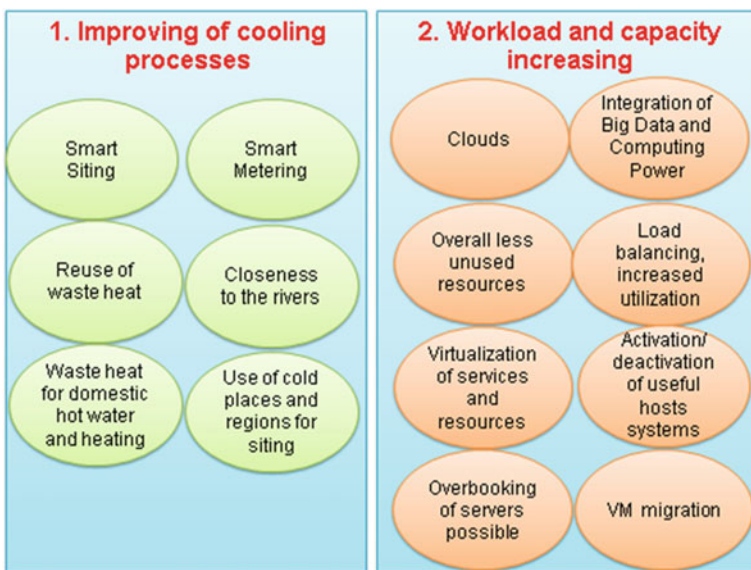 1. Improving of cooling
processes
Smart
Siting
Smart
Metering
Reuse of
waste heat
Closeness
to the rivers
Waste heat
for domestic
hot water
and heating
Use of cold
places and
regions for
siting
2. Workload and capacity
increasing
Clouds
Integration of
Big Data and
Computing
Power
Overall less
unused
resources
Load
balancing,
increased
utilization
Virtualization
of services
and
resources
Activation/
deactivation
of useful
hosts
systems
Overbooking
of servers
possible
VM migration